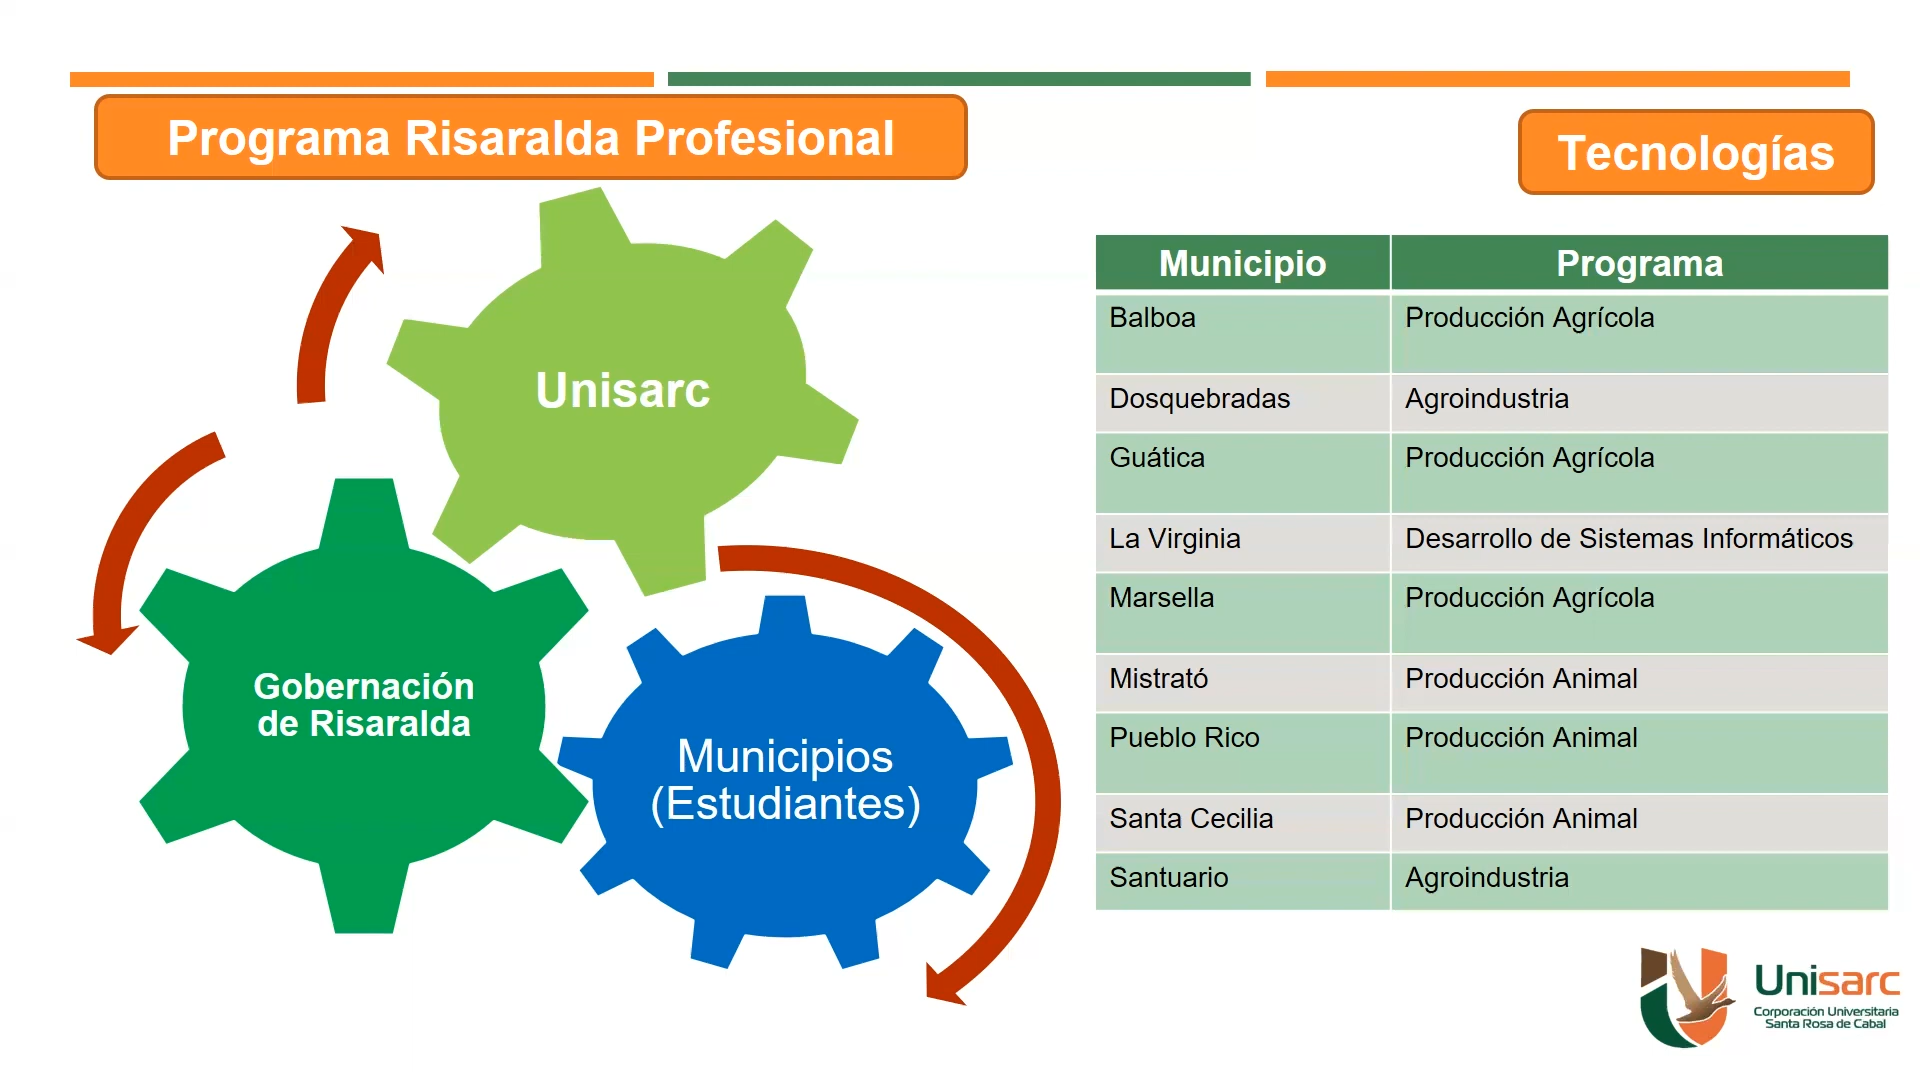 Programa Risaralda Profesional
Tecnologías
Unisarc
Gobernación
de Risaralda
Municipios
(Estudiantes)
Municipio Programa
Balboa Producción Agrícola
Dosquebradas Agroindustria
Guática Producción Agrícola
La Virginia Desarrollo de Sistemas Informáticos
Marsella Producción Agrícola
Mistrató Producción Animal
Pueblo Rico Producción Animal
Santa Cecilia Producción Animal
Santuario Agroindustria
Unisarc
Corporación Universitaria
Santa Rosa de Cabal